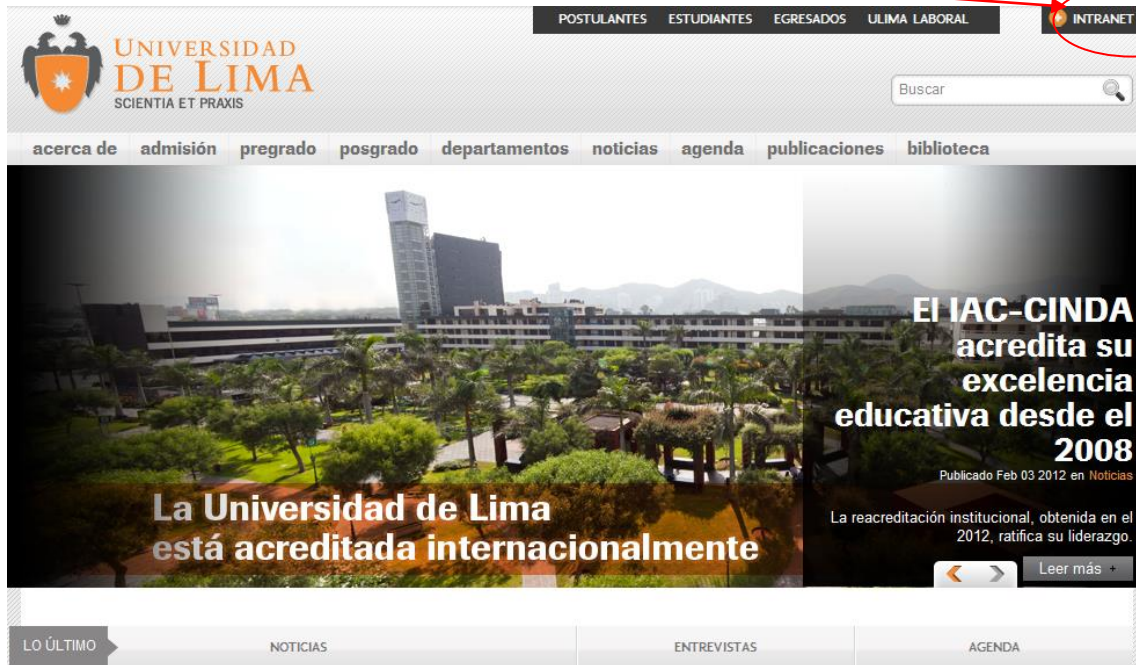 POSTULANTES ESTUDIANTES EGRESADOS ULIMA LABORAL INTRANET
UNIVERSIDAD
DE LIMA
SCIENTIA ET PRAXIS
Buscar
acerca de admisión pregrado posgrado departamentos noticias agenda publicaciones biblioteca
El IAC-CINDA
acredita su
excelencia
educativa desde el
2008
Publicado Feb 03 2012 en Noticias
La reacreditación institucional, obtenida en el
2012, ratifica su liderazgo.
La Universidad de Lima
está acreditada internacionalmente
Leer más +
LO ÚLTIMO NOTICIAS ENTREVISTAS AGENDA